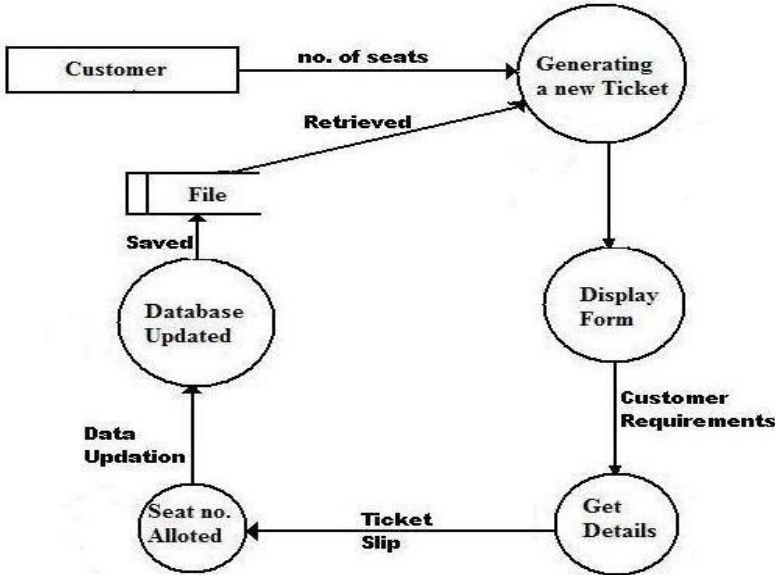 Customer
no. of seats
Generating
a new Ticket
Retrieved
File
Saved
Database
Updated
Display
Form
Customer
Requirements
Data
Updation
Seat no.
Alloted
Ticket
Slip
Get
Details